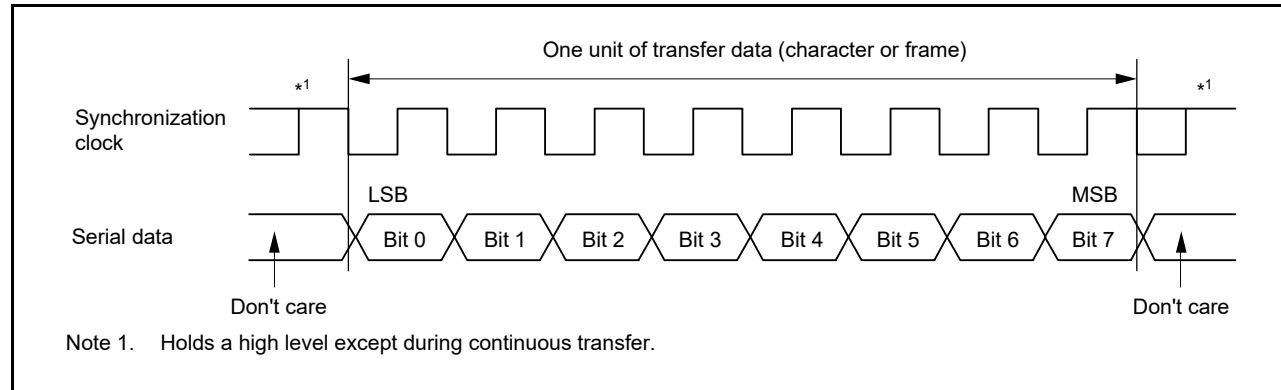 One unit of transfer data (character or frame)
*1 *1
Synchronization
clock
LSB MSB
Serial data Bit 0 Bit 1 Bit 2 Bit 3 Bit 4 Bit 5 Bit 6 Bit 7
Don't care Don't care
Note 1. Holds a high level except during continuous transfer.